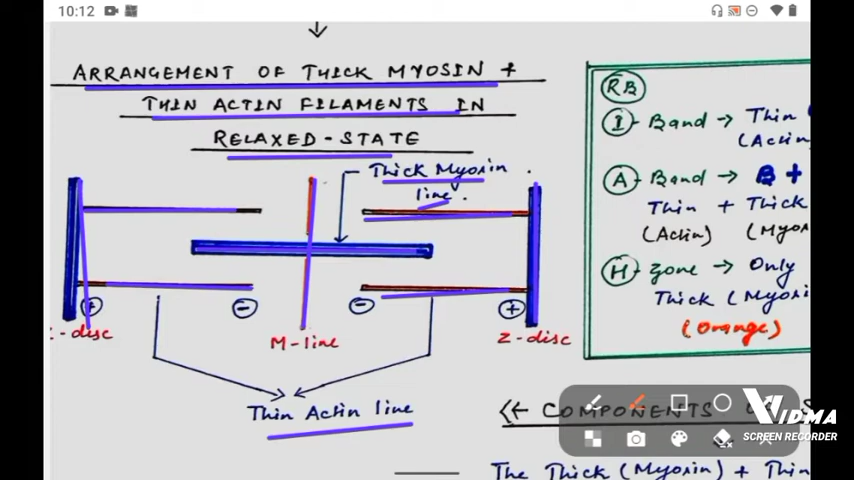 10:12
ARRANGEMENT OF THICK MYOSIN +
THIN ACTIN FILAMENTS IN
RELAXED-STATE
Thick Myosin
line.
+
-
-
+
-disc
M-line
Z-disc
Thin Actin line
RB
I - Band → Thin
(Actin)
A - Band → B +
Thin + Thick
(Actin) (Myo
H - Zone → Only
Thick (Myosi
(Orange)
COMPONENTS
The Thick (Myosin) + Thin
VIDMA
SCREEN RECORDER